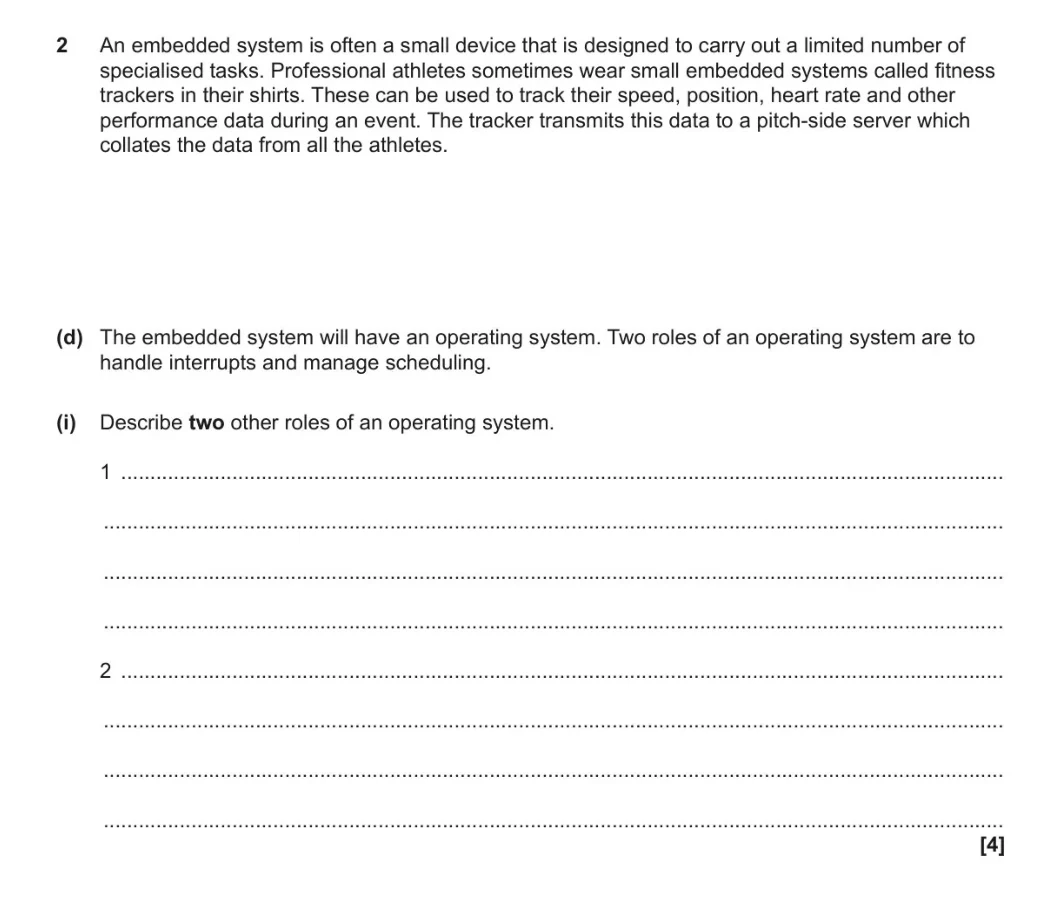 2 An embedded system is often a small device that is designed to carry out a limited number of
specialised tasks. Professional athletes sometimes wear small embedded systems called fitness
trackers in their shirts. These can be used to track their speed, position, heart rate and other
performance data during an event. The tracker transmits this data to a pitch-side server which
collates the data from all the athletes.
(d) The embedded system will have an operating system. Two roles of an operating system are to
handle interrupts and manage scheduling.
(i) Describe two other roles of an operating system.
1 ....................................................................................................
....................................................................................................
....................................................................................................
....................................................................................................
2 ....................................................................................................
....................................................................................................
....................................................................................................
....................................................................................................
[4]